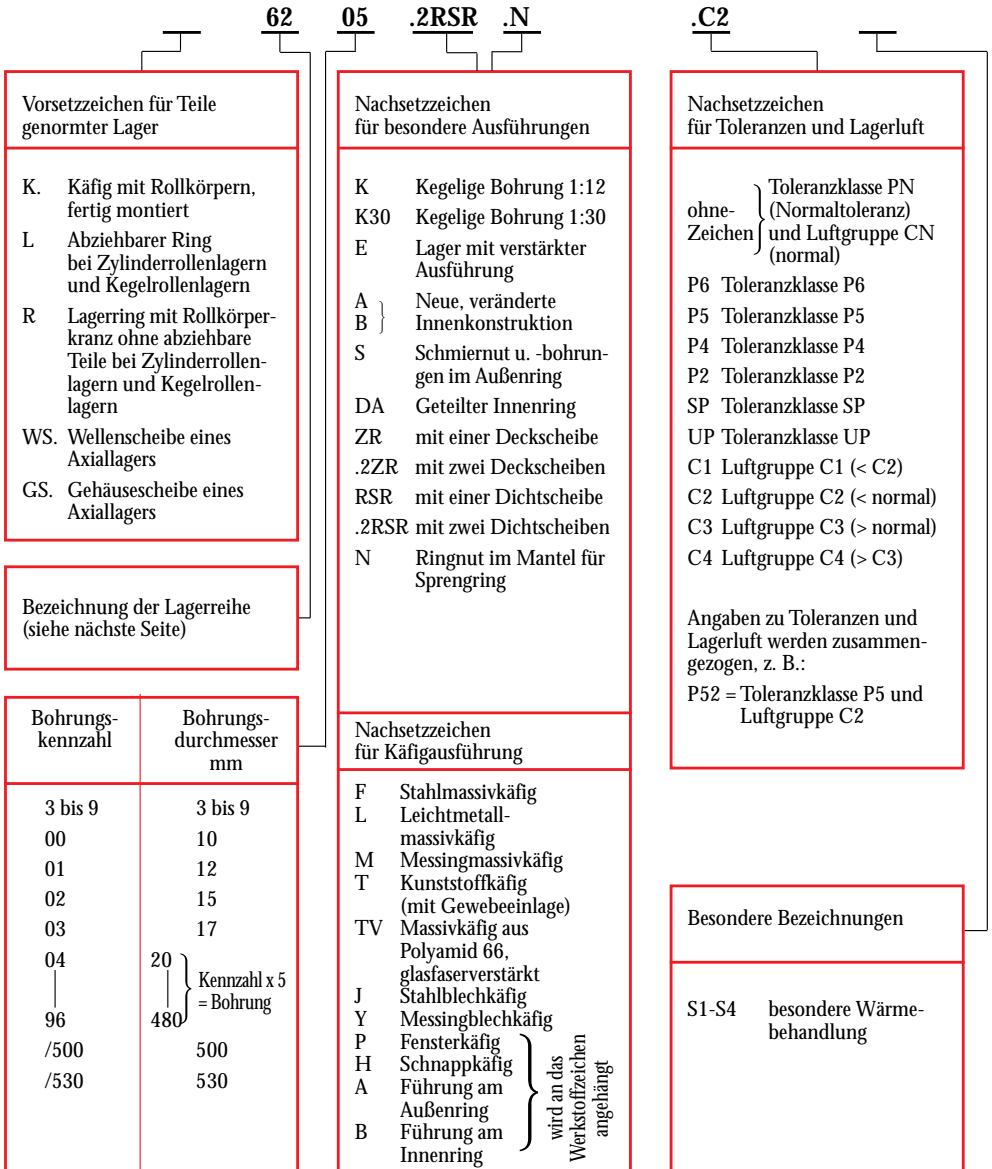 62 05 .2RSR .N .C2
Vorsetzzeichen für Teile
genormter Lager
K. Käfig mit Rollkörpern,
fertig montiert
L Abziehbarer Ring
bei Zylinderrollenlagern
und Kegelrollenlagern
R Lagerring mit Rollkörper-
kranz ohne abziehbare
Teile bei Zylinderrollen-
lagern und Kegelrollen-
lagern
WS. Wellenscheibe eines
Axiallagers
GS. Gehäusescheibe eines
Axiallagers
Bezeichnung der Lagerreihe
(siehe nächste Seite)
Bohrungs- Bohrungs-
kennzahl durchmesser
mm
3 bis 9 3 bis 9
00 10
01 12
02 15
03 17
04 20
Kennzahl x 5
= Bohrung
96 480
/500 500
/530 530
Nachsetzzeichen
für besondere Ausführungen
K Kegelige Bohrung 1:12
K30 Kegelige Bohrung 1:30
E Lager mit verstärkter
Ausführung
A Neue, veränderte
B Innenkonstruktion
S Schmiernut u. -bohrun-
gen im Außenring
DA Geteilter Innenring
ZR mit einer Deckscheibe
.2ZR mit zwei Deckscheiben
RSR mit einer Dichtscheibe
.2RSR mit zwei Dichtscheiben
N Ringnut im Mantel für
Sprengring
Nachsetzzeichen
für Käfigausführung
F Stahlmassivkäfig
L Leichtmetall-
massivkäfig
M Messingmassivkäfig
T Kunststoffkäfig
(mit Gewebeeinlage)
TV Massivkäfig aus
Polyamid 66,
glasfaserverstärkt
J Stahlblechkäfig
Y Messingblechkäfig
P Fensterkäfig
H Schnappkäfig
A Führung am
Außenring
B Führung am
Innenring
wird an das
Werkstoffzeichen
angehängt
Nachsetzzeichen
für Toleranzen und Lagerluft
ohne-
Zeichen
Toleranzklasse PN
(Normaltoleranz)
und Luftgruppe CN
(normal)
P6 Toleranzklasse P6
P5 Toleranzklasse P5
P4 Toleranzklasse P4
P2 Toleranzklasse P2
SP Toleranzklasse SP
UP Toleranzklasse UP
C1 Luftgruppe C1 (< C2)
C2 Luftgruppe C2 (< normal)
C3 Luftgruppe C3 (> normal)
C4 Luftgruppe C4 (> C3)
Angaben zu Toleranzen und
Lagerluft werden zusammen-
gezogen, z. B.:
P52 = Toleranzklasse P5 und
Luftgruppe C2
Besondere Bezeichnungen
S1-S4 besondere Wärme-
behandlung